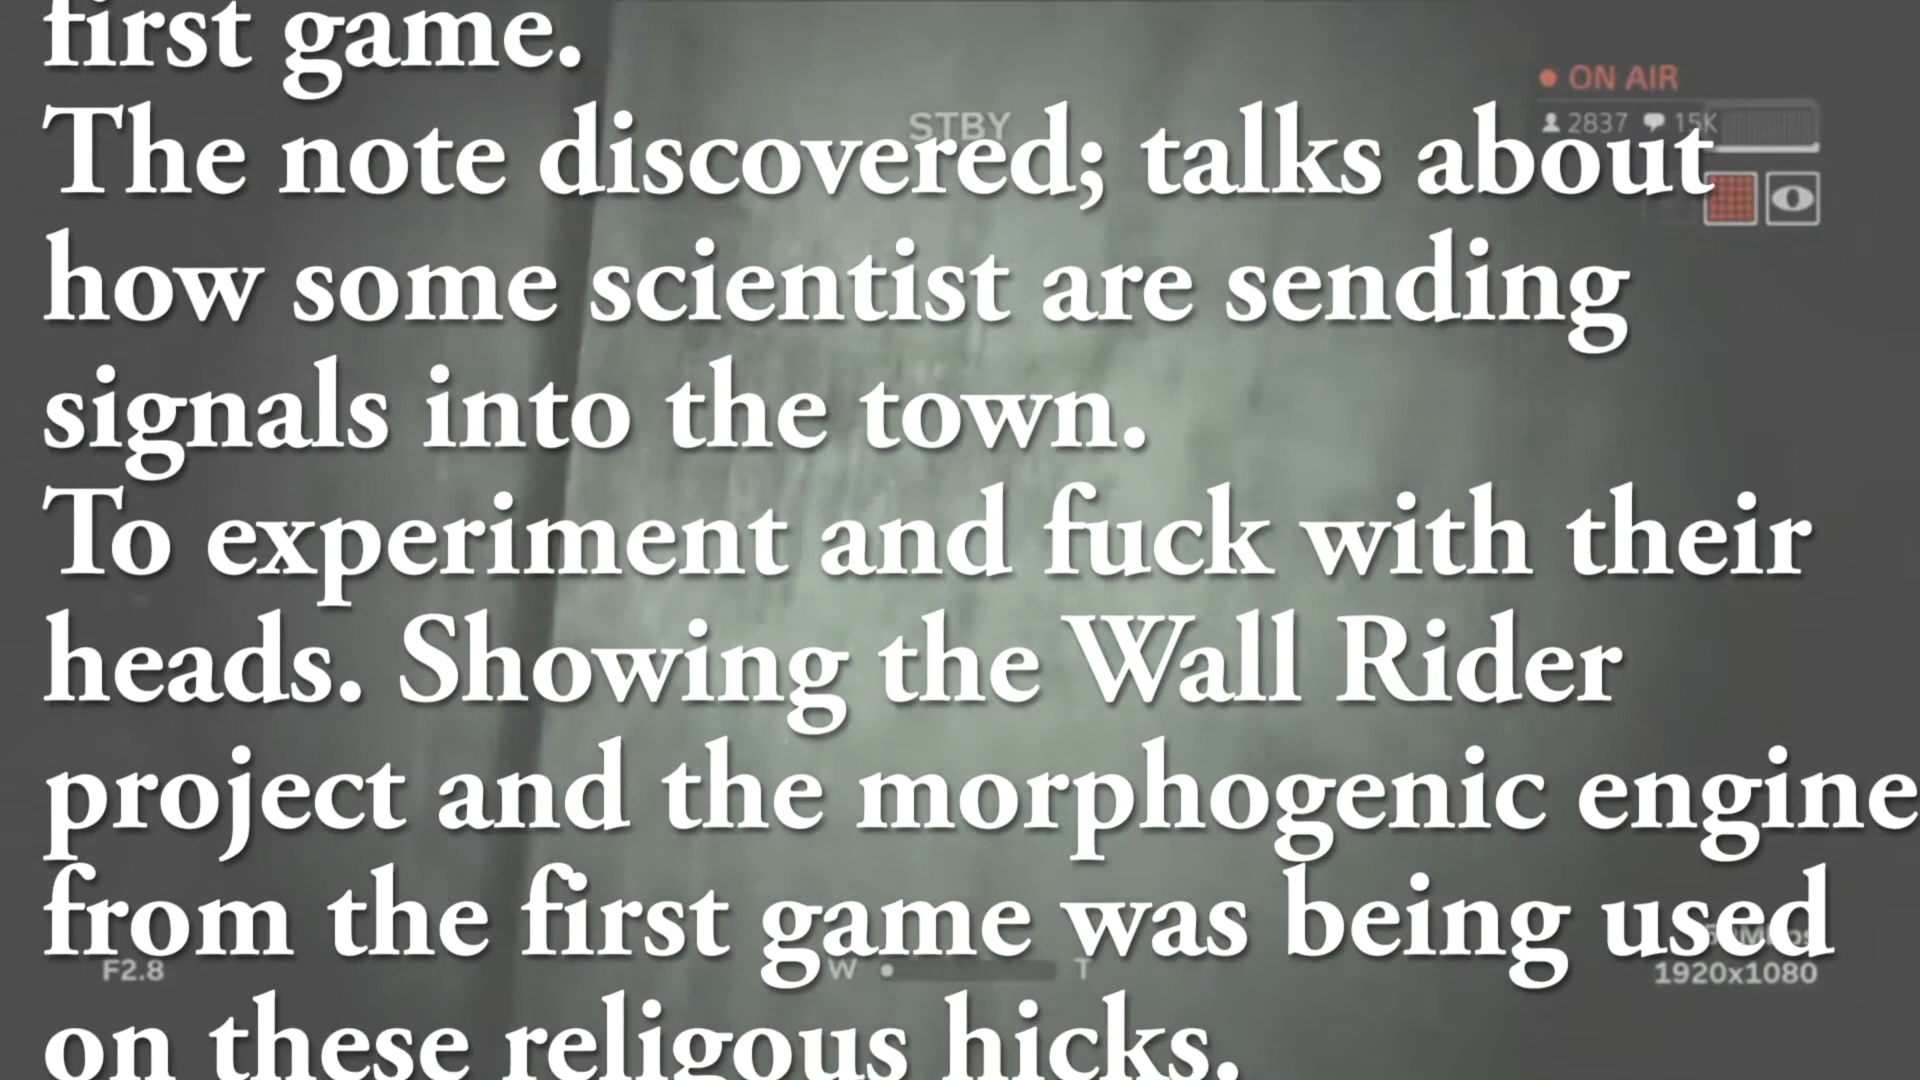 first game.
ON AIR
STBY
2837 15K
The note discovered; talks about
how some scientist are sending
signals into the town.
To experiment and fuck with their
heads. Showing the Wall Rider
project and the morphogenic engine
from the first game was being used
F2.8
W T
1920x1080
on these religous hicks.